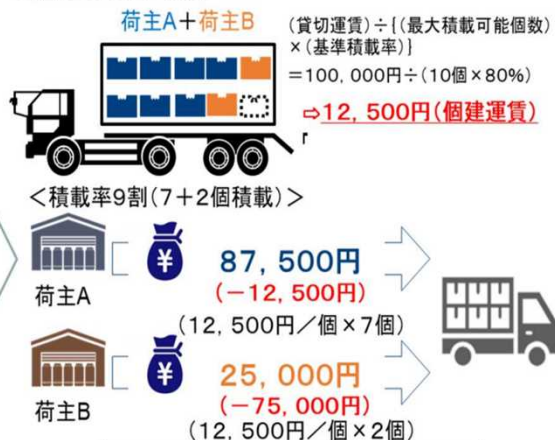 荷主A＋荷主B
(貸切運賃)÷{(最大積載可能個数)
×(基準積載率)}
＝100, 000円÷(10個×80%)
⇨12, 500円(個建運賃)
「
＜積載率9割(7＋2個積載)＞
荷主A
¥
87, 500円
(－12, 500円)
(12, 500円／個×7個)
荷主B
¥
25, 000円
(－75, 000円)
(12, 500円／個×2個)